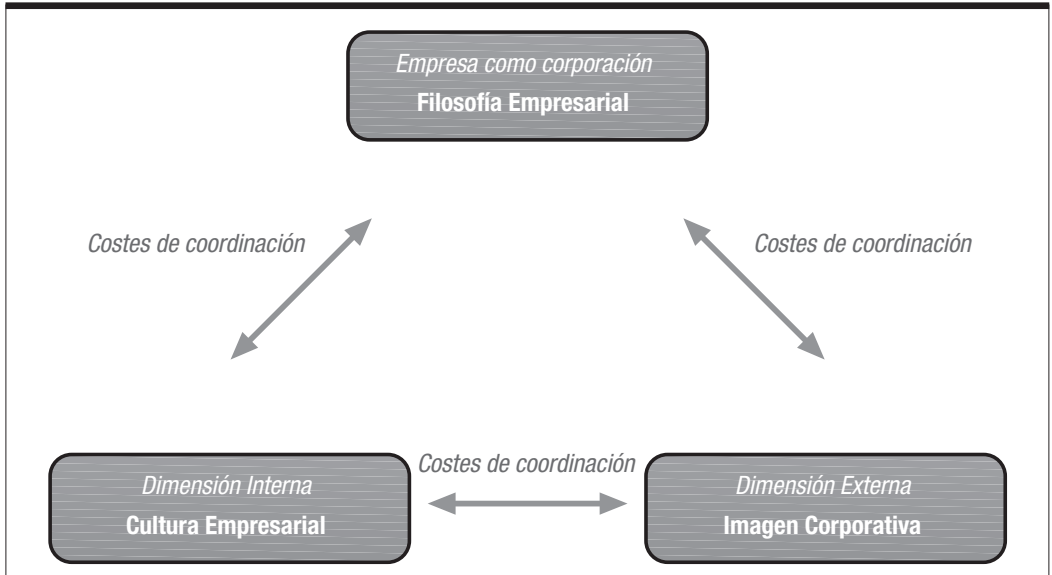 Empresa como corporación
Filosofía Empresarial
Costes de coordinación
Costes de coordinación
Costes de coordinación
Dimensión Interna
Cultura Empresarial
Dimensión Externa
Imagen Corporativa